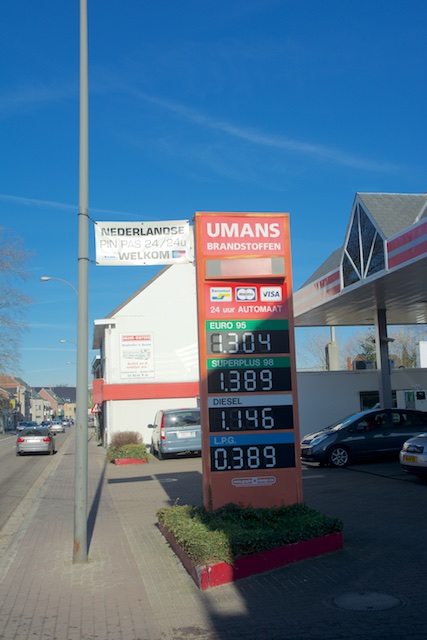 NEDERLANDSE
PIN PAS 24/24u
WELKOM
UMANS
BRANDSTOFFEN
VISA
24 uur AUTOMAAT
EURO 95
1.304
SUPERPLUS 98
1.389
DIESEL
1.146
L.P.G.
0.389